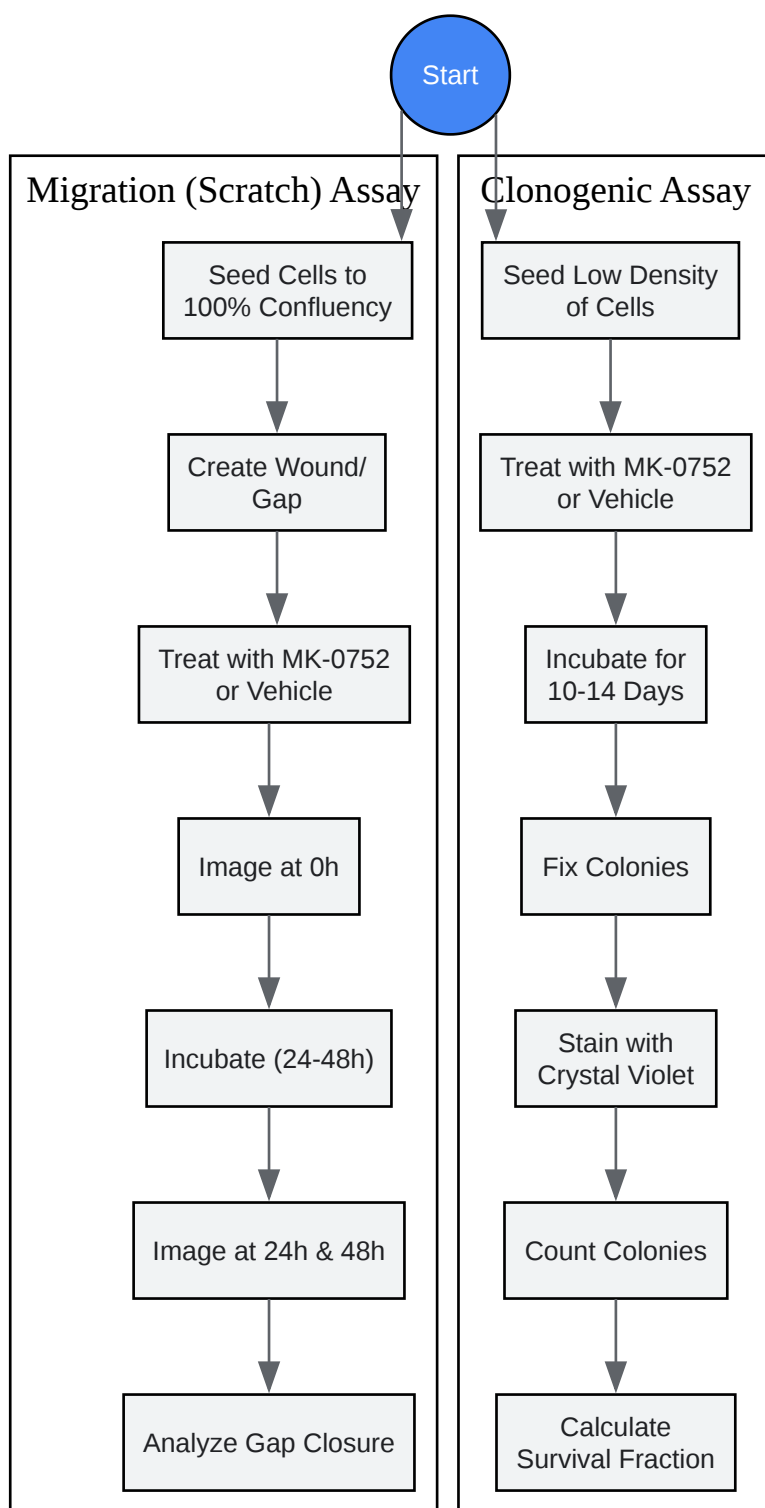 Start
Migration (Scratch) Assay
Seed Cells to
100% Confluency
Create Wound/
Gap
Treat with MK-0752
or Vehicle
Image at 0h
Incubate (24-48h)
Image at 24h & 48h
Analyze Gap Closure
Clonogenic Assay
Seed Low Density
of Cells
Treat with MK-0752
or Vehicle
Incubate for
10-14 Days
Fix Colonies
Stain with
Crystal Violet
Count Colonies
Calculate
Survival Fraction